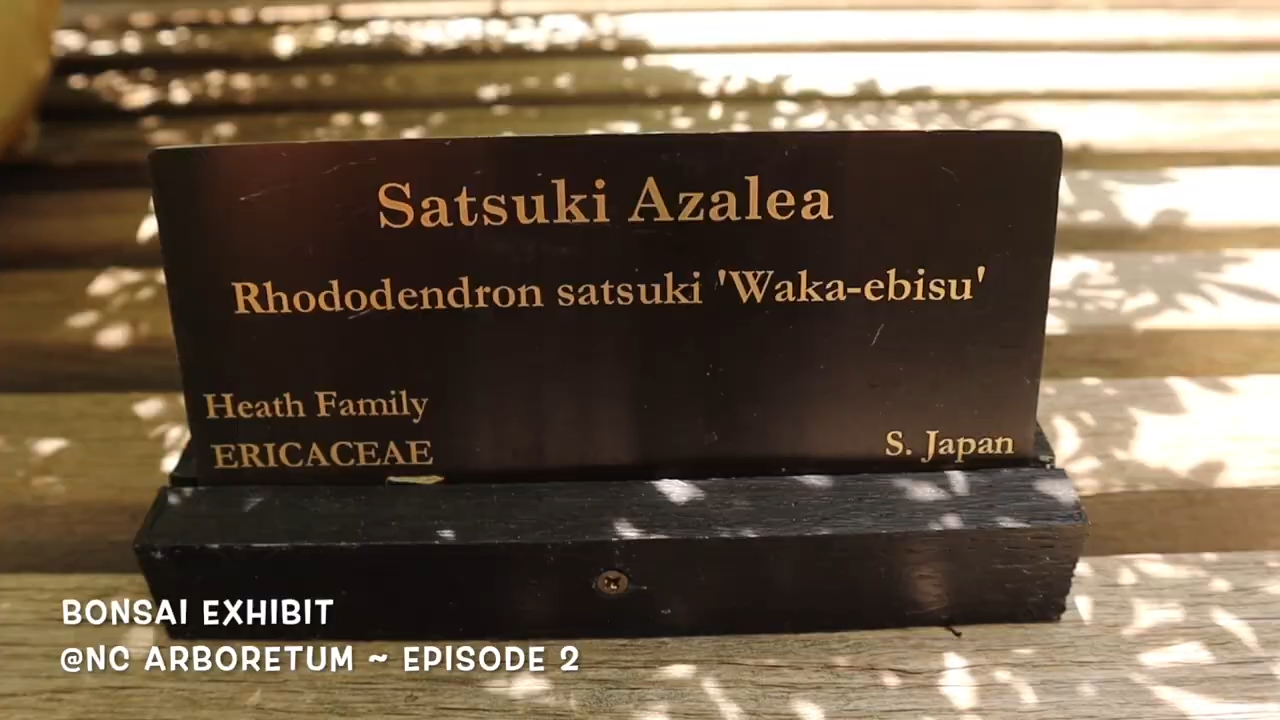 Satsuki Azalea
Rhododendron satsuki 'Waka-ebisu'
Heath Family
ERICACEAE
S. Japan
BONSAI EXHIBIT
@NC ARBORETUM ~ EPISODE 2